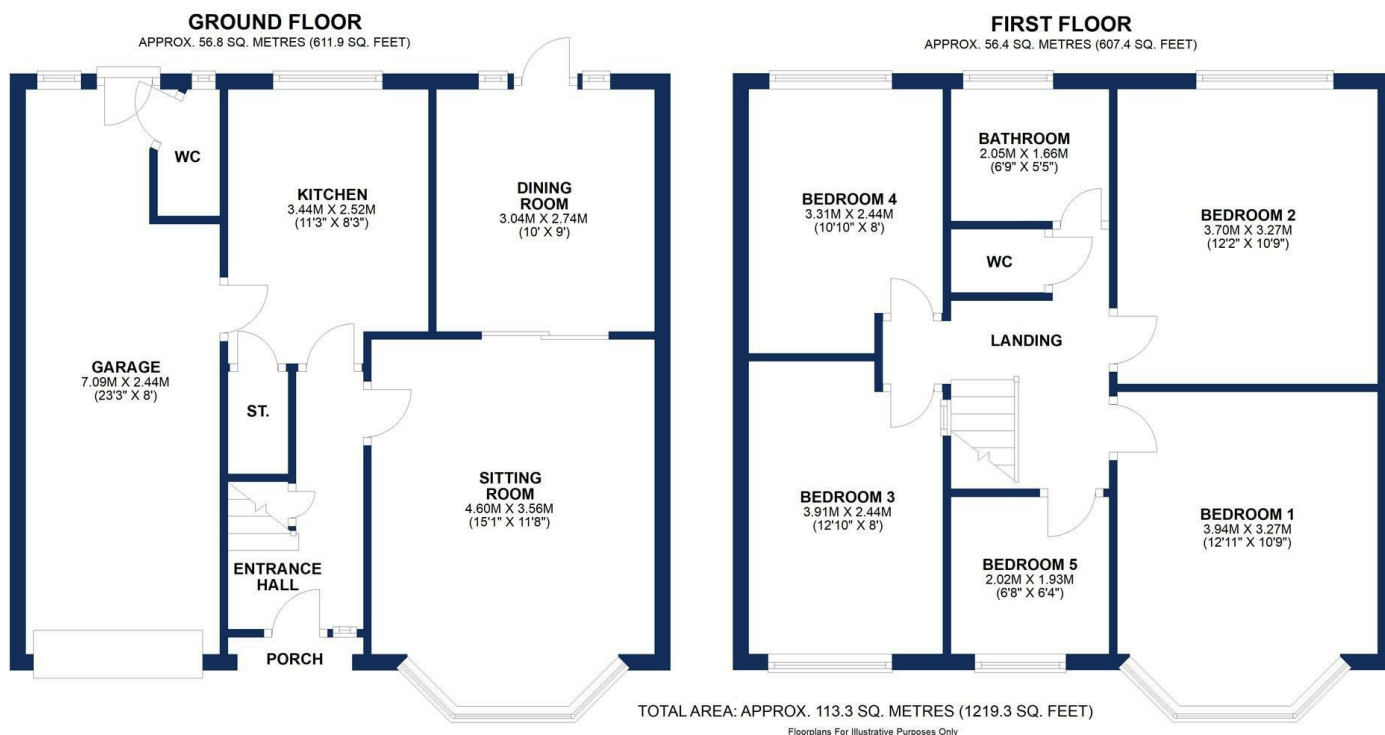 GROUND FLOOR
APPROX. 56.8 SQ. METRES (611.9 SQ. FEET)
WC
KITCHEN
3.44M X 2.52M
(11'3" X 8'3")
DINING
ROOM
3.04M X 2.74M
(10' X 9')
GARAGE
7.09M X 2.44M
(23'3" X 8')
ST.
SITTING
ROOM
4.60M X 3.56M
(15'1" X 11'8")
ENTRANCE
HALL
PORCH
FIRST FLOOR
APPROX. 56.4 SQ. METRES (607.4 SQ. FEET)
BATHROOM
2.05M X 1.66M
(6'9" X 5'5")
BEDROOM 4
3.31M X 2.44M
(10'10" X 8')
BEDROOM 2
3.70M X 3.27M
(12'2" X 10'9")
WC
LANDING
BEDROOM 3
3.91M X 2.44M
(12'10" X 8')
BEDROOM 1
3.94M X 3.27M
(12'11" X 10'9")
BEDROOM 5
2.02M X 1.93M
(6'8" X 6'4")
TOTAL AREA: APPROX. 113.3 SQ. METRES (1219.3 SQ. FEET)
Floorplans For Illustrative Purposes Only